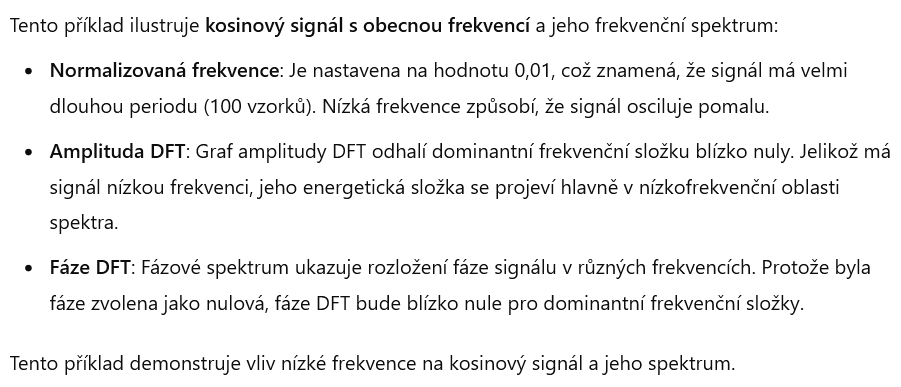 Tento příklad ilustruje kosinový signál s obecnou frekvencí a jeho frekvenční spektrum:
• Normalizovaná frekvence: Je nastavena na hodnotu 0,01, což znamená, že signál má velmi
dlouhou periodu (100 vzorků). Nízká frekvence způsobí, že signál osciluje pomalu.
• Amplituda DFT: Graf amplitudy DFT odhalí dominantní frekvenční složku blízko nuly. Jelikož má
signál nízkou frekvenci, jeho energetická složka se projeví hlavně v nízkofrekvenční oblasti
spektra.
• Fáze DFT: Fázové spektrum ukazuje rozložení fáze signálu v různých frekvencích. Protože byla
fáze zvolena jako nulová, fáze DFT bude blízko nule pro dominantní frekvenční složky.
Tento příklad demonstruje vliv nízké frekvence na kosinový signál a jeho spektrum.